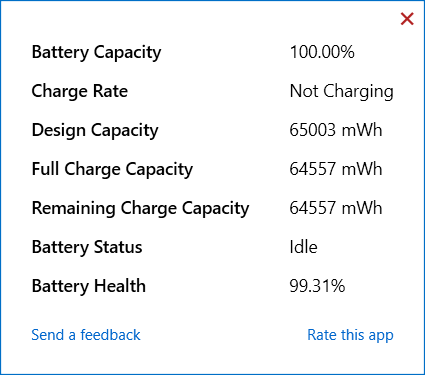 Battery Capacity 100.00%
Charge Rate Not Charging
Design Capacity 65003 mWh
Full Charge Capacity 64557 mWh
Remaining Charge Capacity 64557 mWh
Battery Status Idle
Battery Health 99.31%
Send a feedback Rate this app